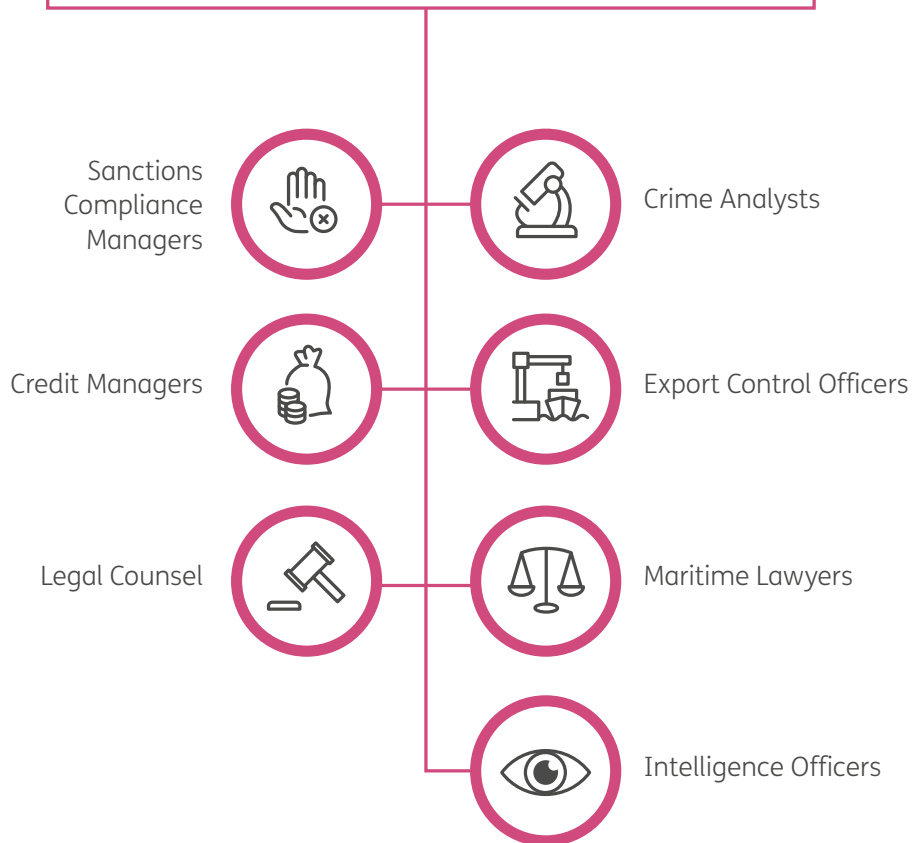 Sanctions
Compliance
Managers
Crime Analysts
Credit Managers
Export Control Officers
Legal Counsel
Maritime Lawyers
Intelligence Officers